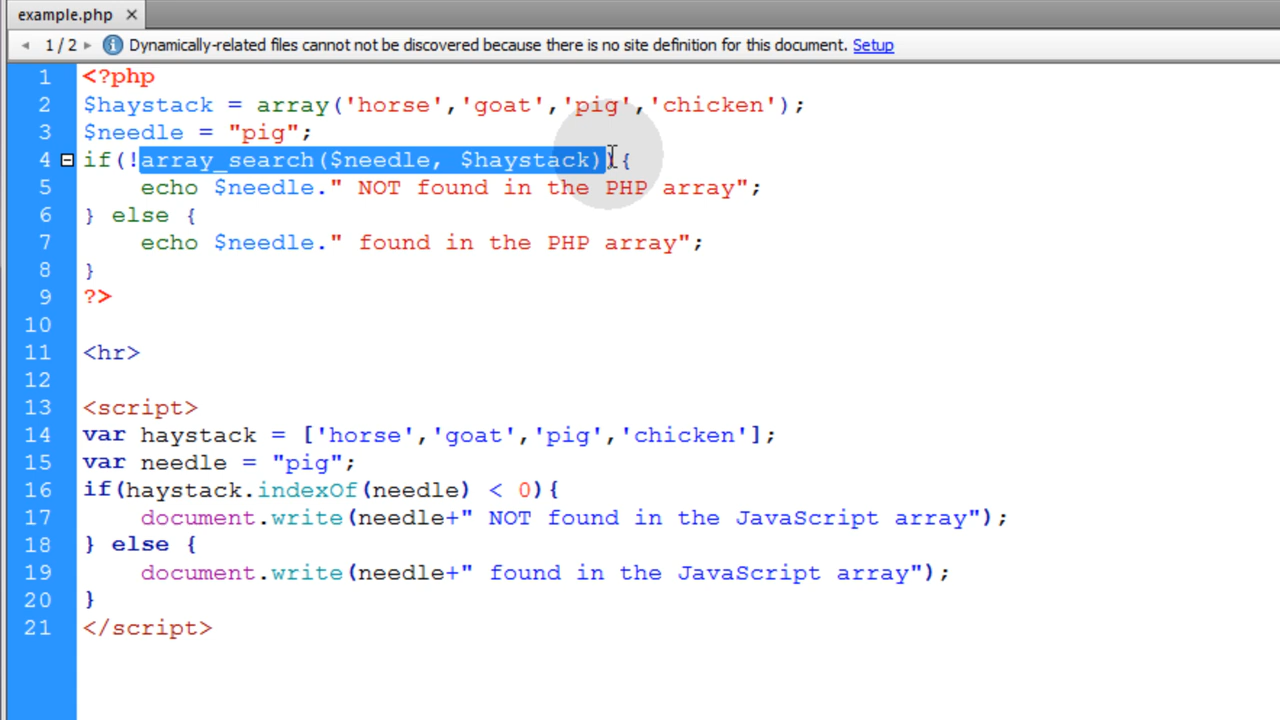 example.php ×
1 / 2 Dynamically-related files cannot not be discovered because there is no site definition for this document. Setup
1 <?php
2 $haystack = array('horse','goat','pig','chicken');
3 $needle = "pig";
4 if(!array_search($needle, $haystack)){
5 echo $needle." NOT found in the PHP array";
6 } else {
7 echo $needle." found in the PHP array";
8 }
9 ?>
10
11 <hr>
12
13 <script>
14 var haystack = ['horse','goat','pig','chicken'];
15 var needle = "pig";
16 if(haystack.indexOf(needle) < 0){
17 document.write(needle+" NOT found in the JavaScript array");
18 } else {
19 document.write(needle+" found in the JavaScript array");
20 }
21 </script>